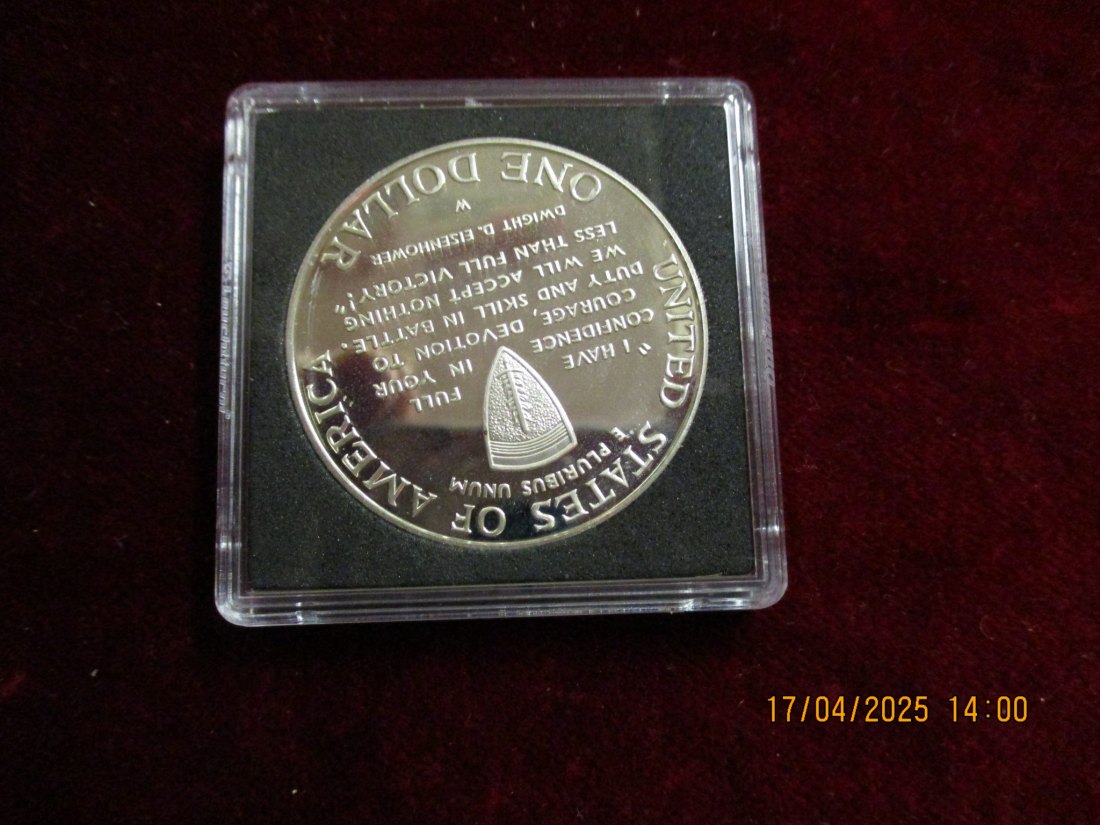 UNITED STATES OF AMERICA
E PLURIBUS UNUM
"I HAVE FULL
CONFIDENCE IN YOUR
COURAGE, DEVOTION TO
DUTY AND SKILL IN BATTLE.
WE WILL ACCEPT NOTHING
LESS THAN FULL VICTORY!"
DWIGHT D. EISENHOWER
W
ONE DOLLAR
17/04/2025 14:00